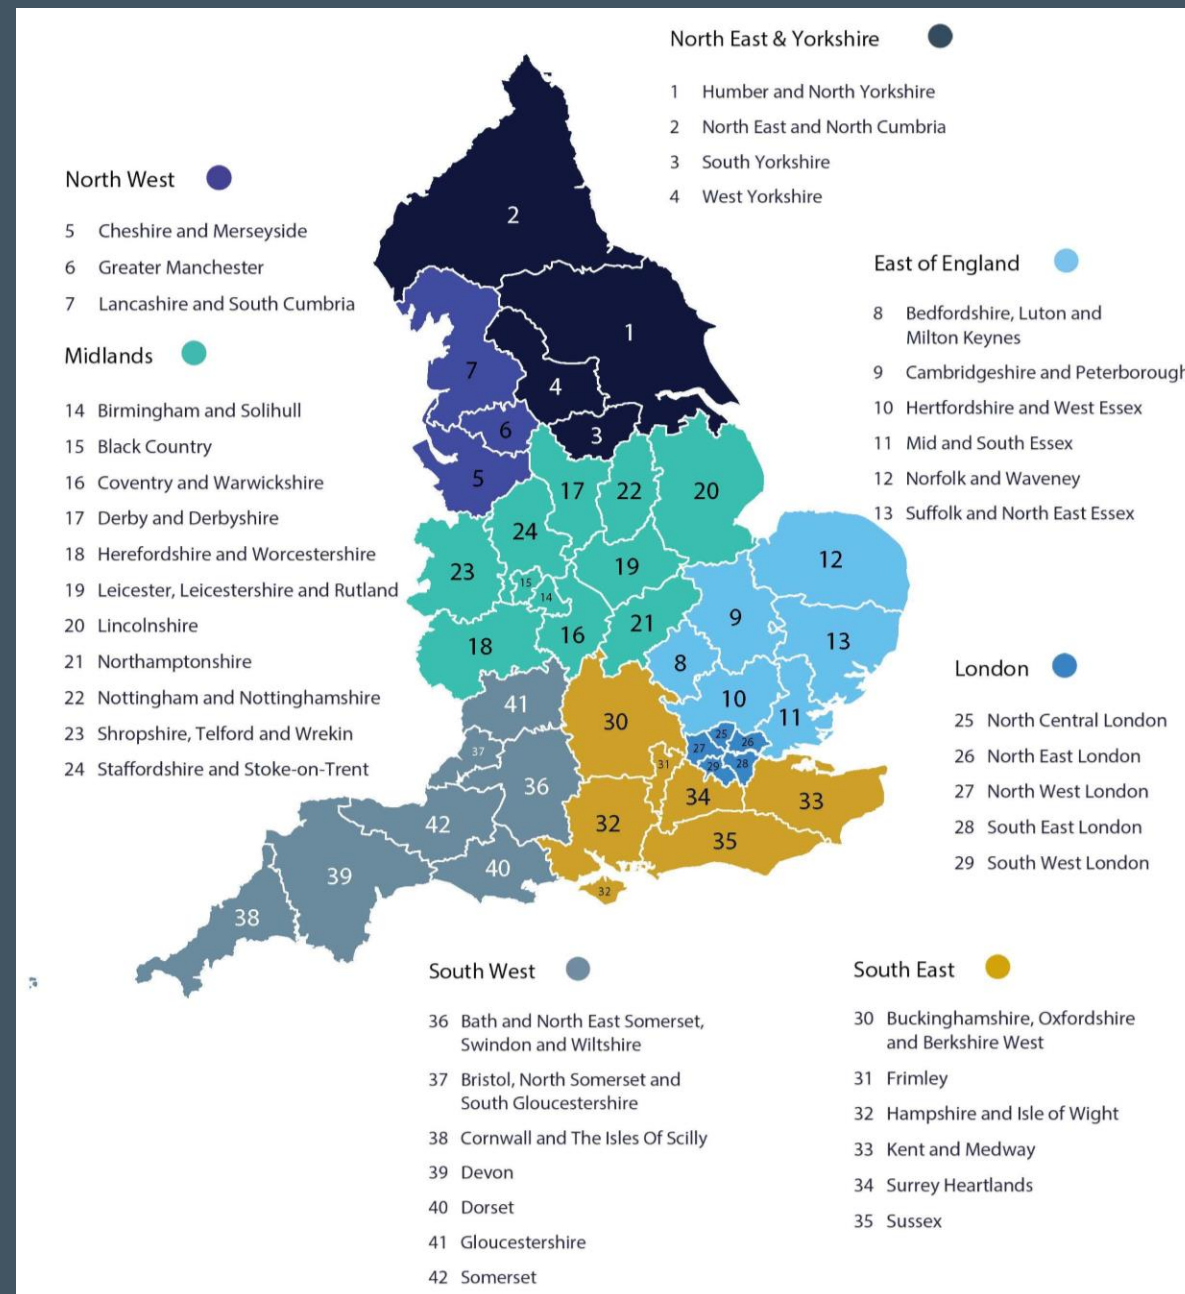 North East & Yorkshire
1 Humber and North Yorkshire
2 North East and North Cumbria
3 South Yorkshire
4 West Yorkshire
North West
5 Cheshire and Merseyside
6 Greater Manchester
7 Lancashire and South Cumbria
Midlands
14 Birmingham and Solihull
15 Black Country
16 Coventry and Warwickshire
17 Derby and Derbyshire
18 Herefordshire and Worcestershire
19 Leicester, Leicestershire and Rutland
20 Lincolnshire
21 Northamptonshire
22 Nottingham and Nottinghamshire
23 Shropshire, Telford and Wrekin
24 Staffordshire and Stoke-on-Trent
East of England
8 Bedfordshire, Luton and
Milton Keynes
9 Cambridgeshire and Peterborough
10 Hertfordshire and West Essex
11 Mid and South Essex
12 Norfolk and Waveney
13 Suffolk and North East Essex
London
25 North Central London
26 North East London
27 North West London
28 South East London
29 South West London
2
1
7
4
6
3
5
17
22
20
24
23
19
12
15
14
9
21
16
13
18
8
10
41
30
11
25
26
27
37
31
29
28
36
34
33
42
32
35
40
39
32
38
South West
36 Bath and North East Somerset,
Swindon and Wiltshire
37 Bristol, North Somerset and
South Gloucestershire
38 Cornwall and The Isles Of Scilly
39 Devon
40 Dorset
41 Gloucestershire
42 Somerset
South East
30 Buckinghamshire, Oxfordshire
and Berkshire West
31 Frimley
32 Hampshire and Isle of Wight
33 Kent and Medway
34 Surrey Heartlands
35 Sussex